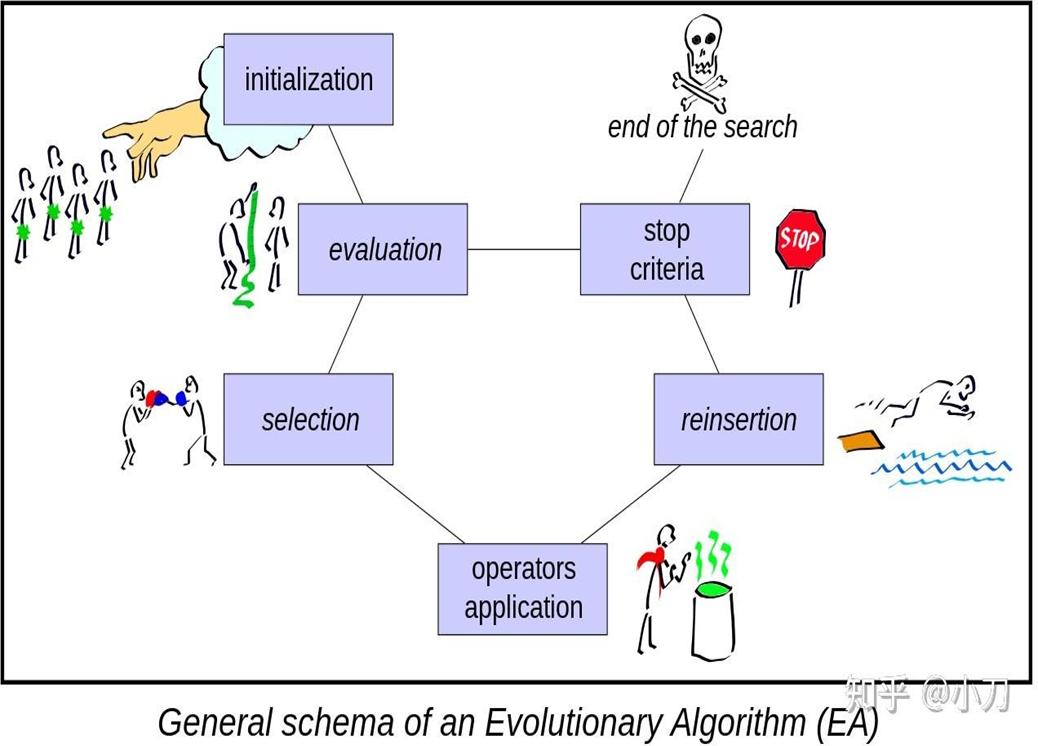 initialization
end of the search
evaluation
stop
criteria
STOP
selection
reinsertion
operators
application
知乎 @小刀
General schema of an Evolutionary Algorithm (EA)